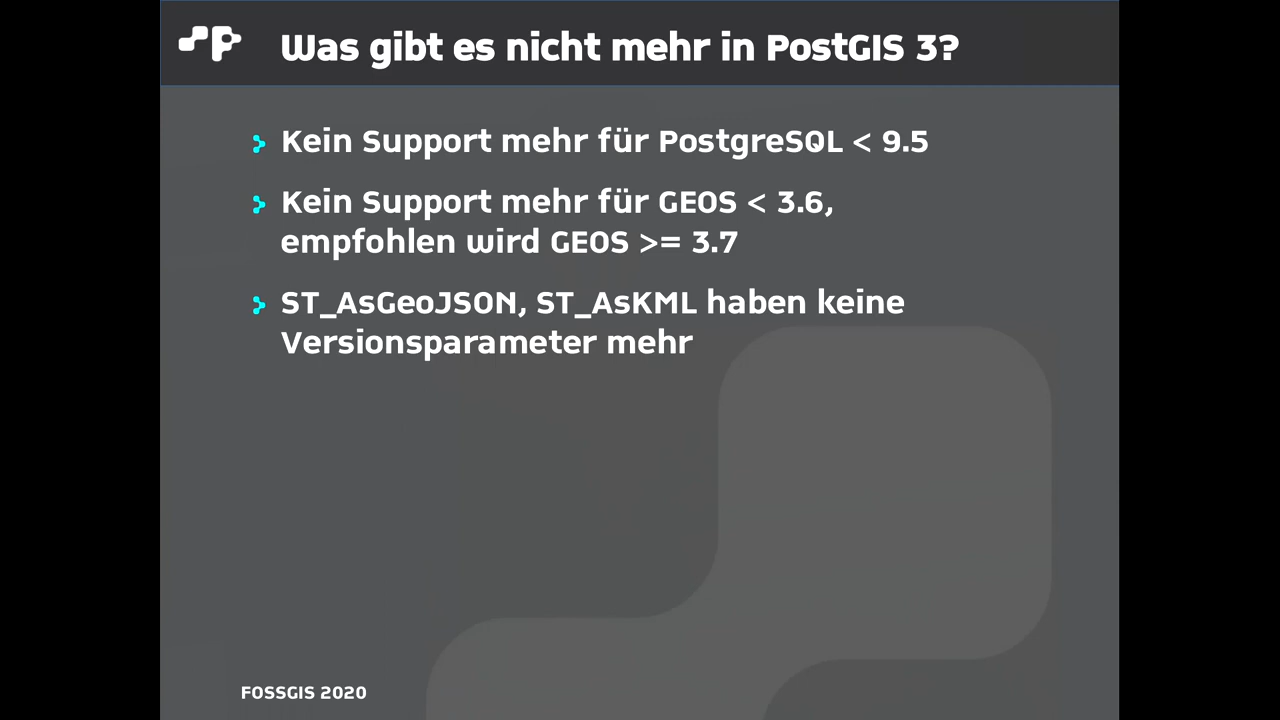 Was gibt es nicht mehr in PostGIS 3?
Kein Support mehr für PostgreSQL < 9.5
Kein Support mehr für GEOS < 3.6,
empfohlen wird GEOS >= 3.7
ST_AsGeoJSON, ST_AsKML haben keine
Versionsparameter mehr
FOSSGIS 2020